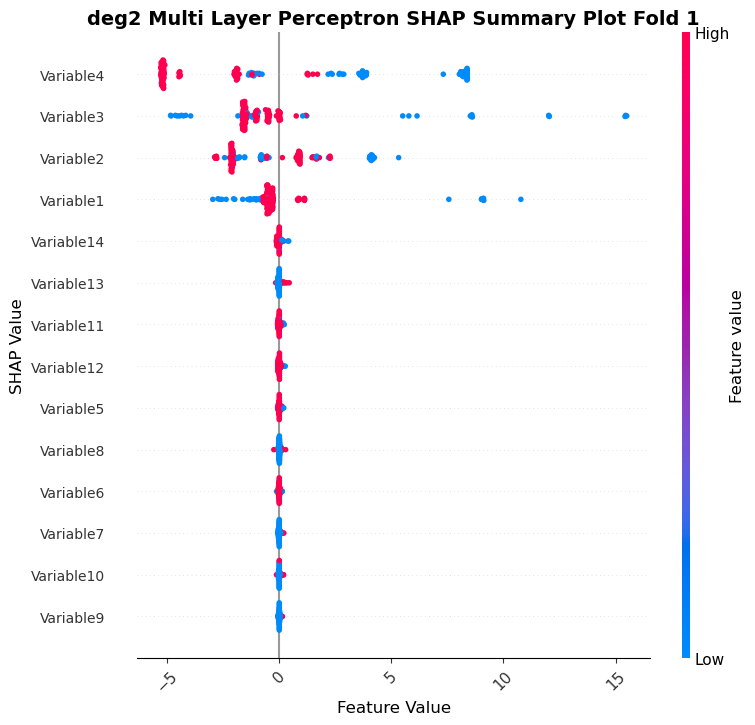 deg2 Multi Layer Perceptron SHAP Summary Plot Fold 1
High
Variable4
Variable3
Variable2
Variable1
Variable14
Variable13
Variable11
Variable12
Variable5
Variable8
Variable6
Variable7
Variable10
Variable9
SHAP Value
Feature value
Low
−5
0
5
10
15
Feature Value